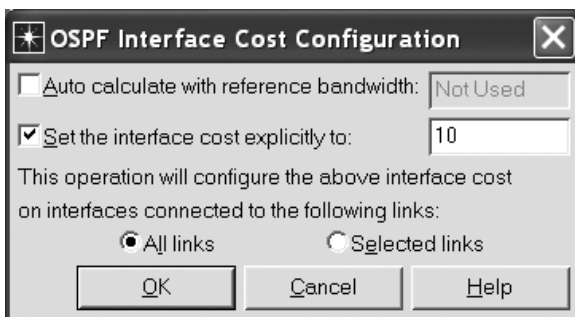 OSPF Interface Cost Configuration
Auto calculate with reference bandwidth: Not Used
Set the interface cost explicitly to: 10
This operation will configure the above interface cost
on interfaces connected to the following links:
All links Selected links
OK Cancel Help